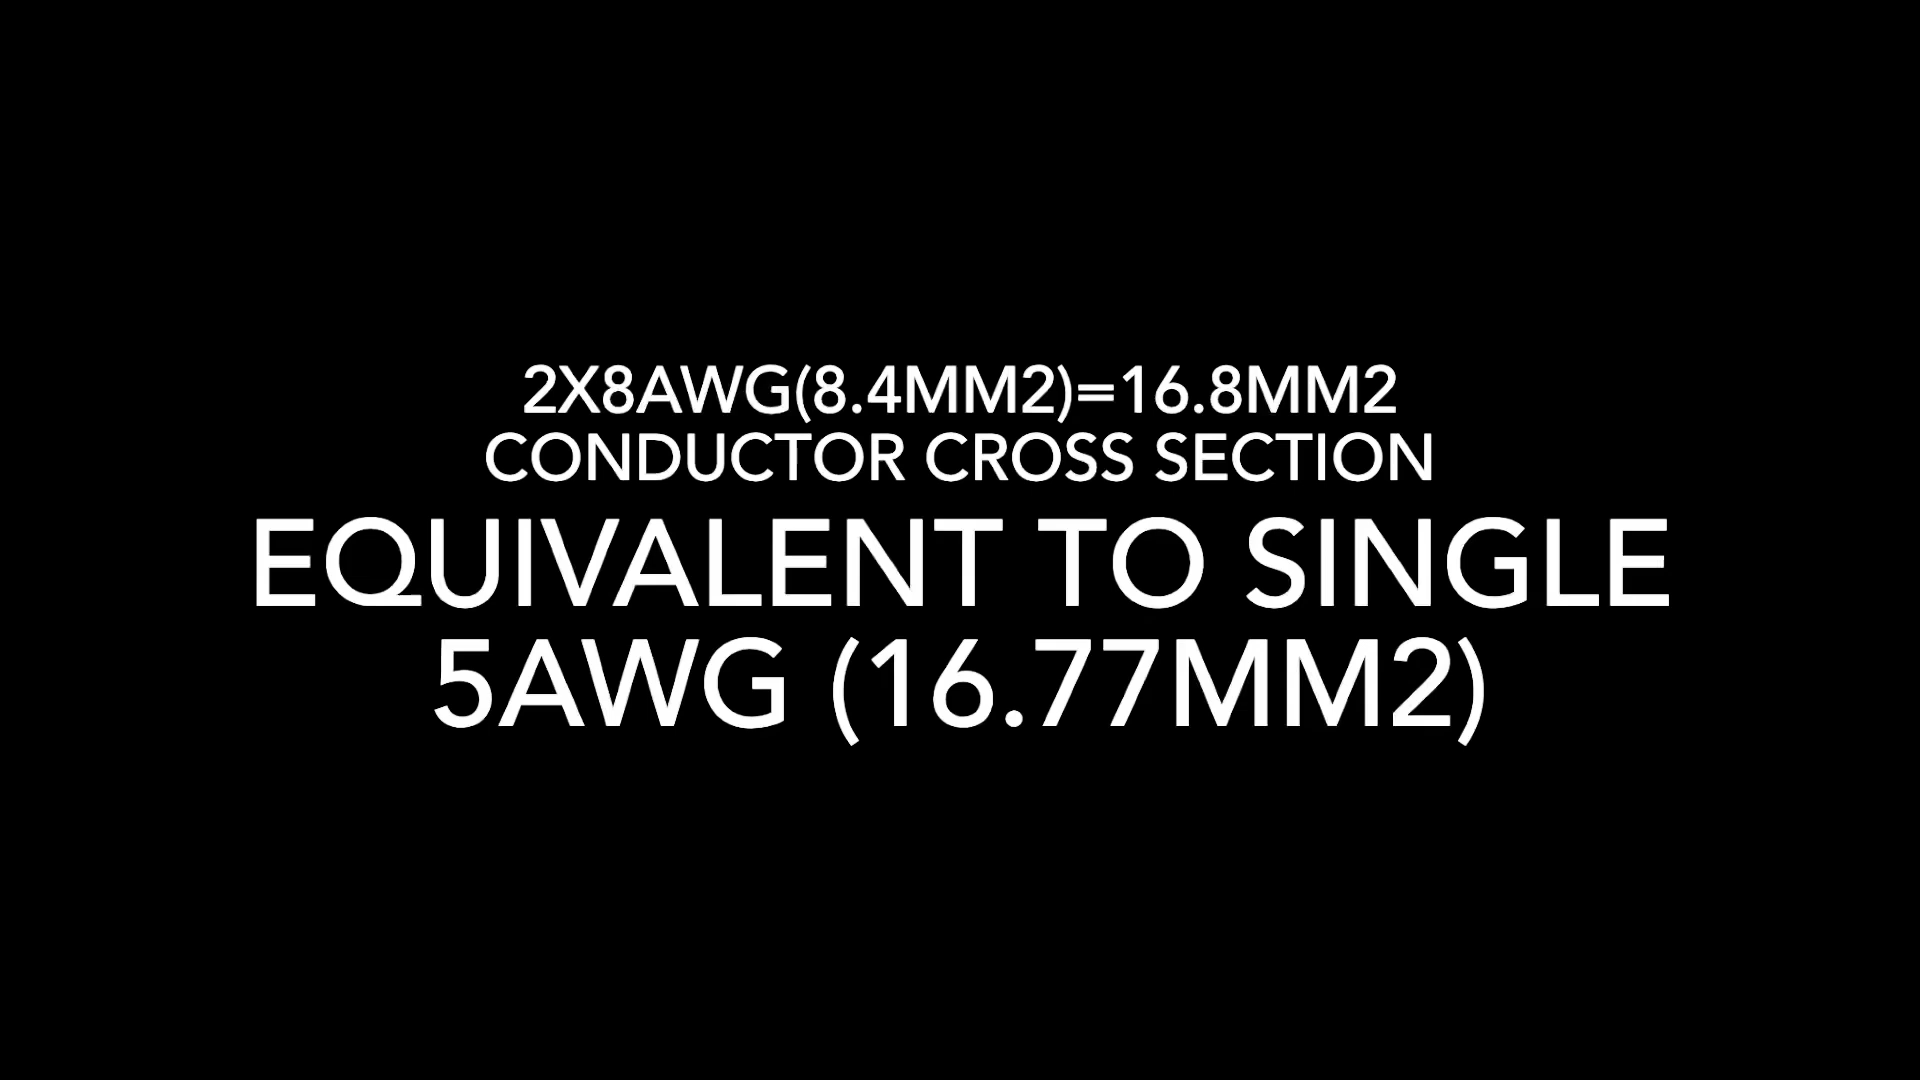 2X8AWG(8.4MM2)=16.8MM2
CONDUCTOR CROSS SECTION
EQUIVALENT TO SINGLE
5AWG (16.77MM2)